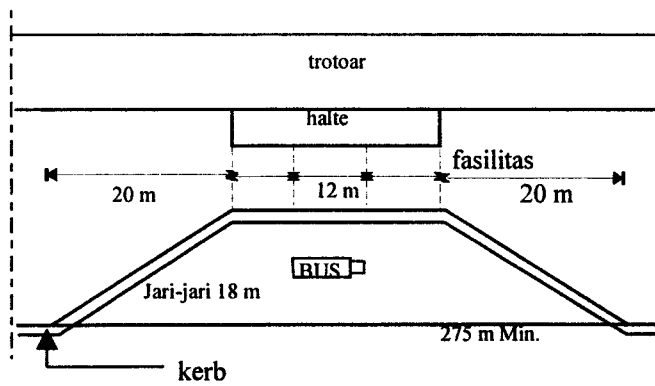 trotoar
halte
fasilitas
20 m
12 m
20 m
BUS
Jari-jari 18 m
275 m Min.
kerb